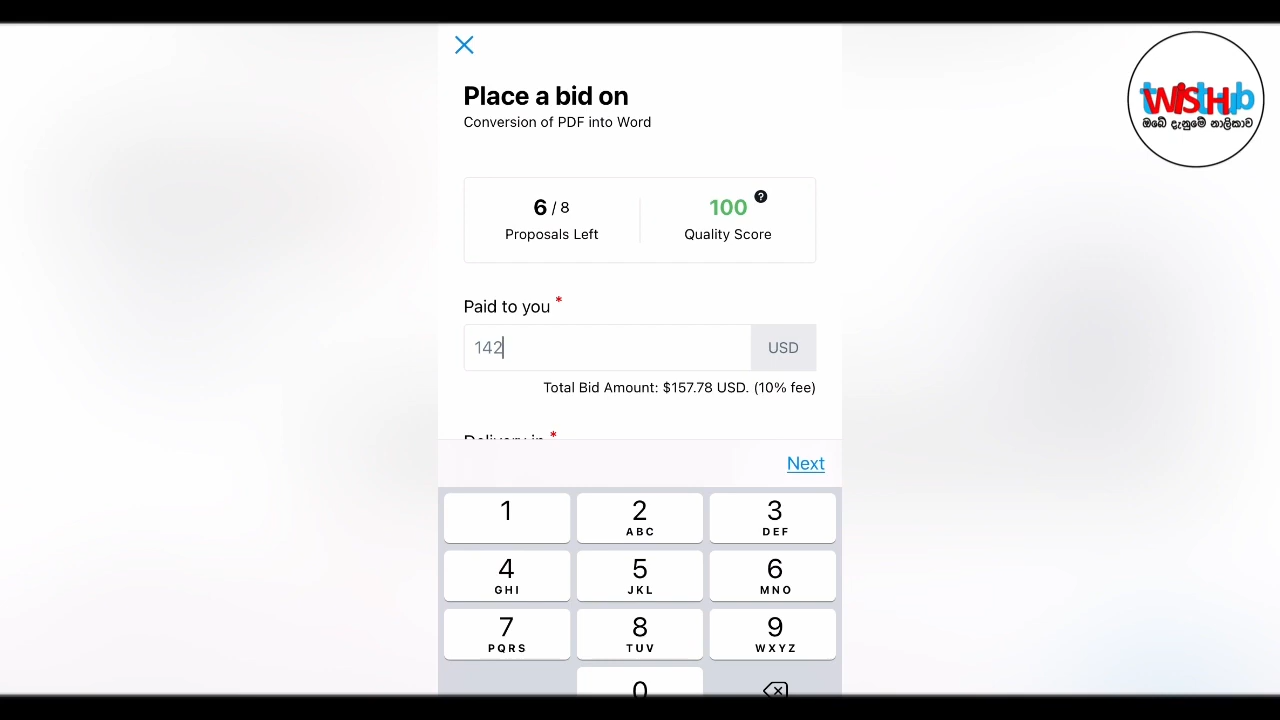 WISHub
ඔබේ දැනුමේ නාලිකාව
Place a bid on
Conversion of PDF into Word
6 / 8
Proposals Left
100 ?
Quality Score
Paid to you *
142
USD
Total Bid Amount: $157.78 USD. (10% fee)
Delivery in *
Next
1
2
ABC
3
DEF
4
GHI
5
JKL
6
MNO
7
PQRS
8
TUV
9
WXYZ
0